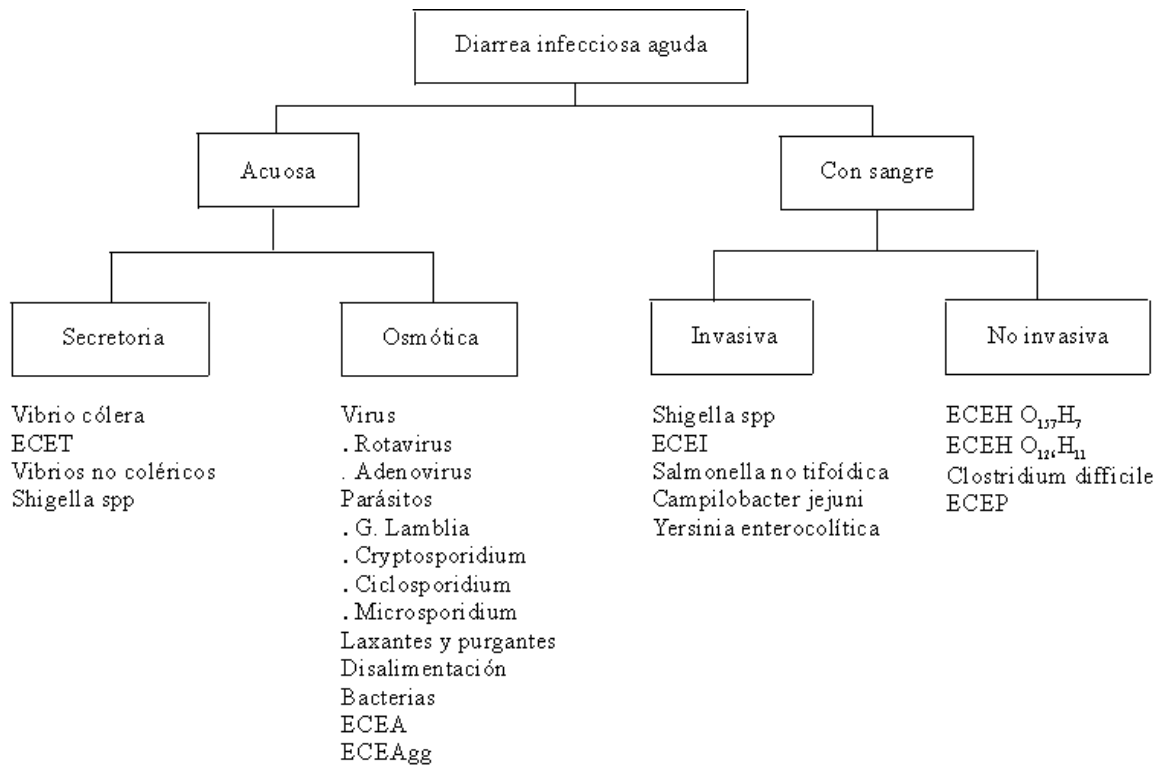 Diarrea infecciosa aguda
Acuosa
Con sangre
Secretoria
Osmótica
Invasiva
No invasiva
Vibrio cólera
ECET
Vibrios no coléricos
Shigella spp
Virus
. Rotavirus
. Adenovirus
Parásitos
. G. Lamblia
. Cryptosporidium
. Ciclosporidium
. Microsporidium
Laxantes y purgantes
Disalimentación
Bacterias
ECEA
ECEAgg
Shigella spp
ECEI
Salmonella no tifoídica
Campilobacter jejuni
Yersinia enterocolítica
ECEH O₁₅₇H₇
ECEH O₁₂₆H₁₁
Clostridium difficile
ECEP